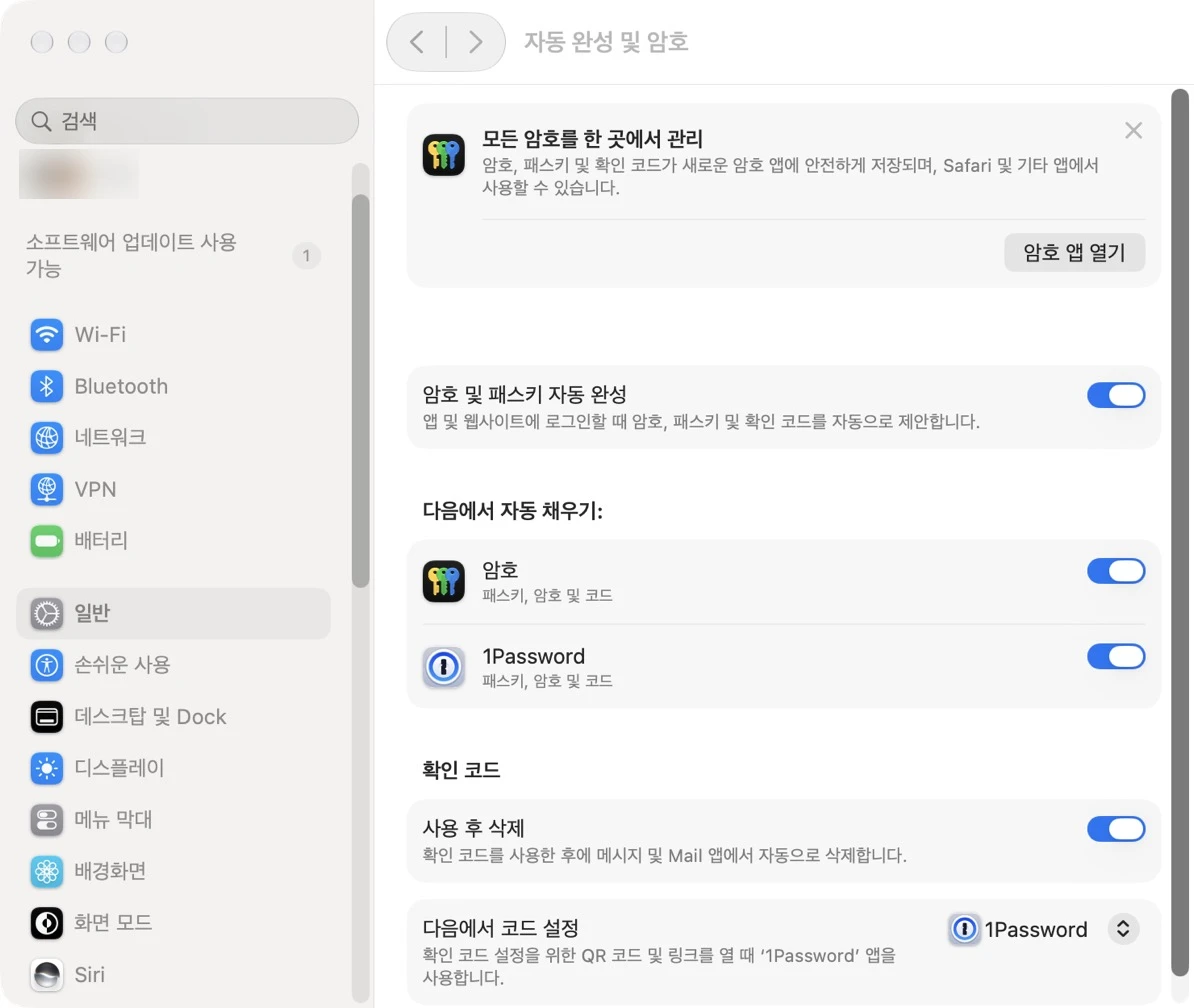 자동 완성 및 암호
검색
소프트웨어 업데이트 사용
가능
1
Wi-Fi
Bluetooth
네트워크
VPN
배터리
일반
손쉬운 사용
데스크탑 및 Dock
디스플레이
메뉴 막대
배경화면
화면 모드
Siri
모든 암호를 한 곳에서 관리
암호, 패스키 및 확인 코드가 새로운 암호 앱에 안전하게 저장되며, Safari 및 기타 앱에서
사용할 수 있습니다.
암호 앱 열기
암호 및 패스키 자동 완성
앱 및 웹사이트에 로그인할 때 암호, 패스키 및 확인 코드를 자동으로 제안합니다.
다음에서 자동 채우기:
암호
패스키, 암호 및 코드
1Password
패스키, 암호 및 코드
확인 코드
사용 후 삭제
확인 코드를 사용한 후에 메시지 및 Mail 앱에서 자동으로 삭제합니다.
다음에서 코드 설정
확인 코드 설정을 위한 QR 코드 및 링크를 열 때 ‘1Password’ 앱을
사용합니다.
1Password